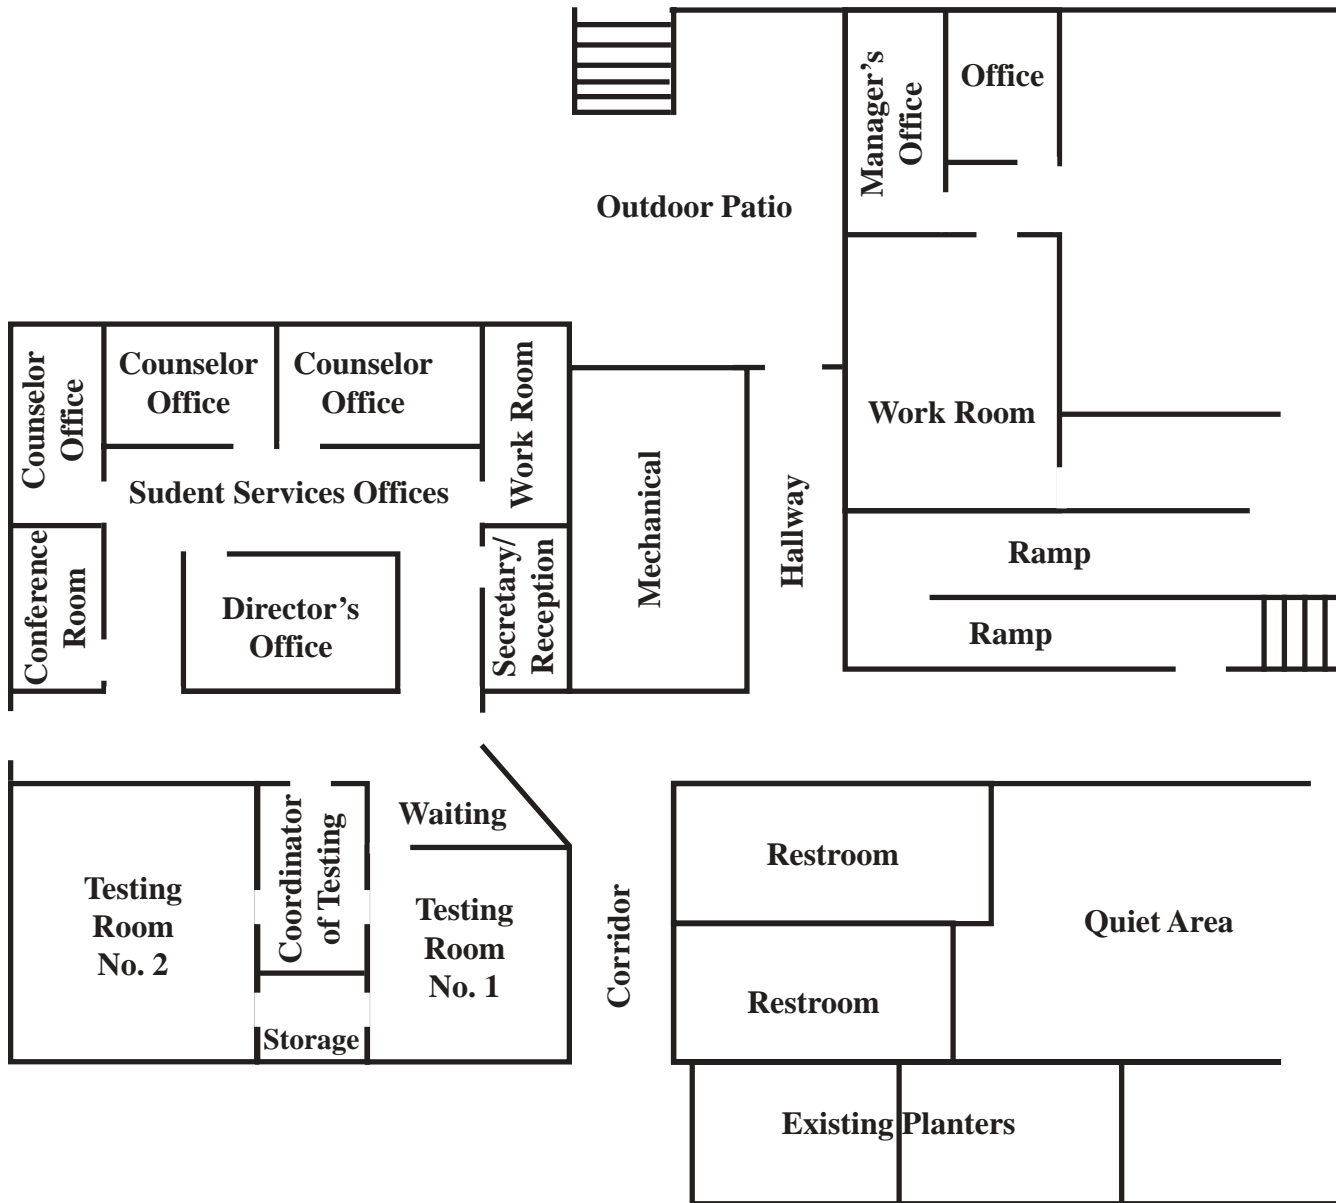 Manager's
Office
Office
Outdoor Patio
Counselor
Office
Counselor
Office
Counselor
Office
Work Room
Work Room
Sudent Services Offices
Mechanical
Hallway
Conference
Room
Director's
Office
Secretary/
Reception
Ramp
Ramp
Waiting
Coordinator
of Testing
Testing
Room
No. 2
Testing
Room
No. 1
Storage
Corridor
Restroom
Restroom
Quiet Area
Existing Planters